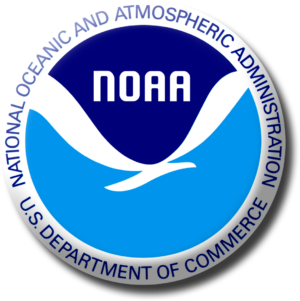 NATIONAL OCEANIC AND ATMOSPHERIC ADMINISTRATION
NOAA
U.S. DEPARTMENT OF COMMERCE